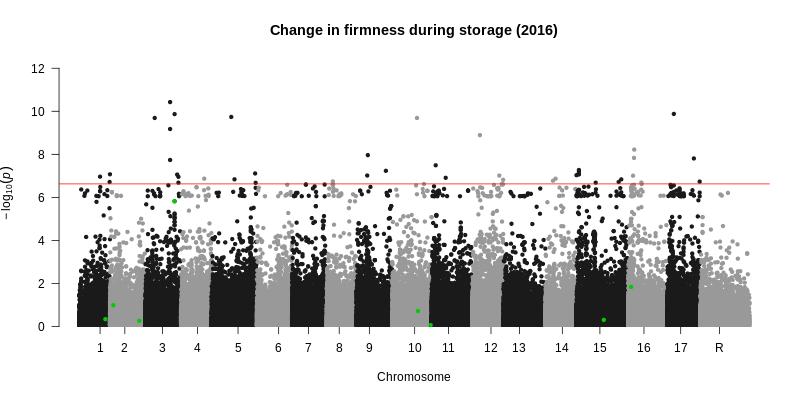 Change in firmness during storage (2016)
12
10
8
6
4
2
0
−log10(p)
1 2 3 4 5 6 7 8 9 10 11 12 13 14 15 16 17 R
Chromosome